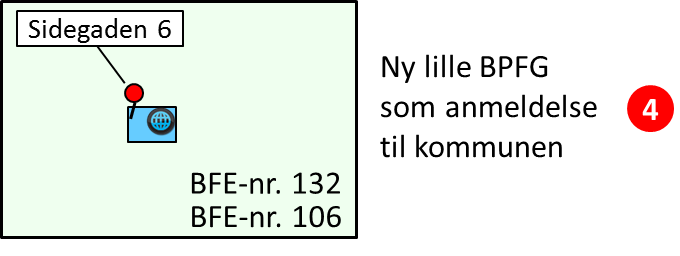 Sidegaden 6
BFE-nr. 132
BFE-nr. 106
Ny lille BPFG
som anmeldelse
til kommunen
4